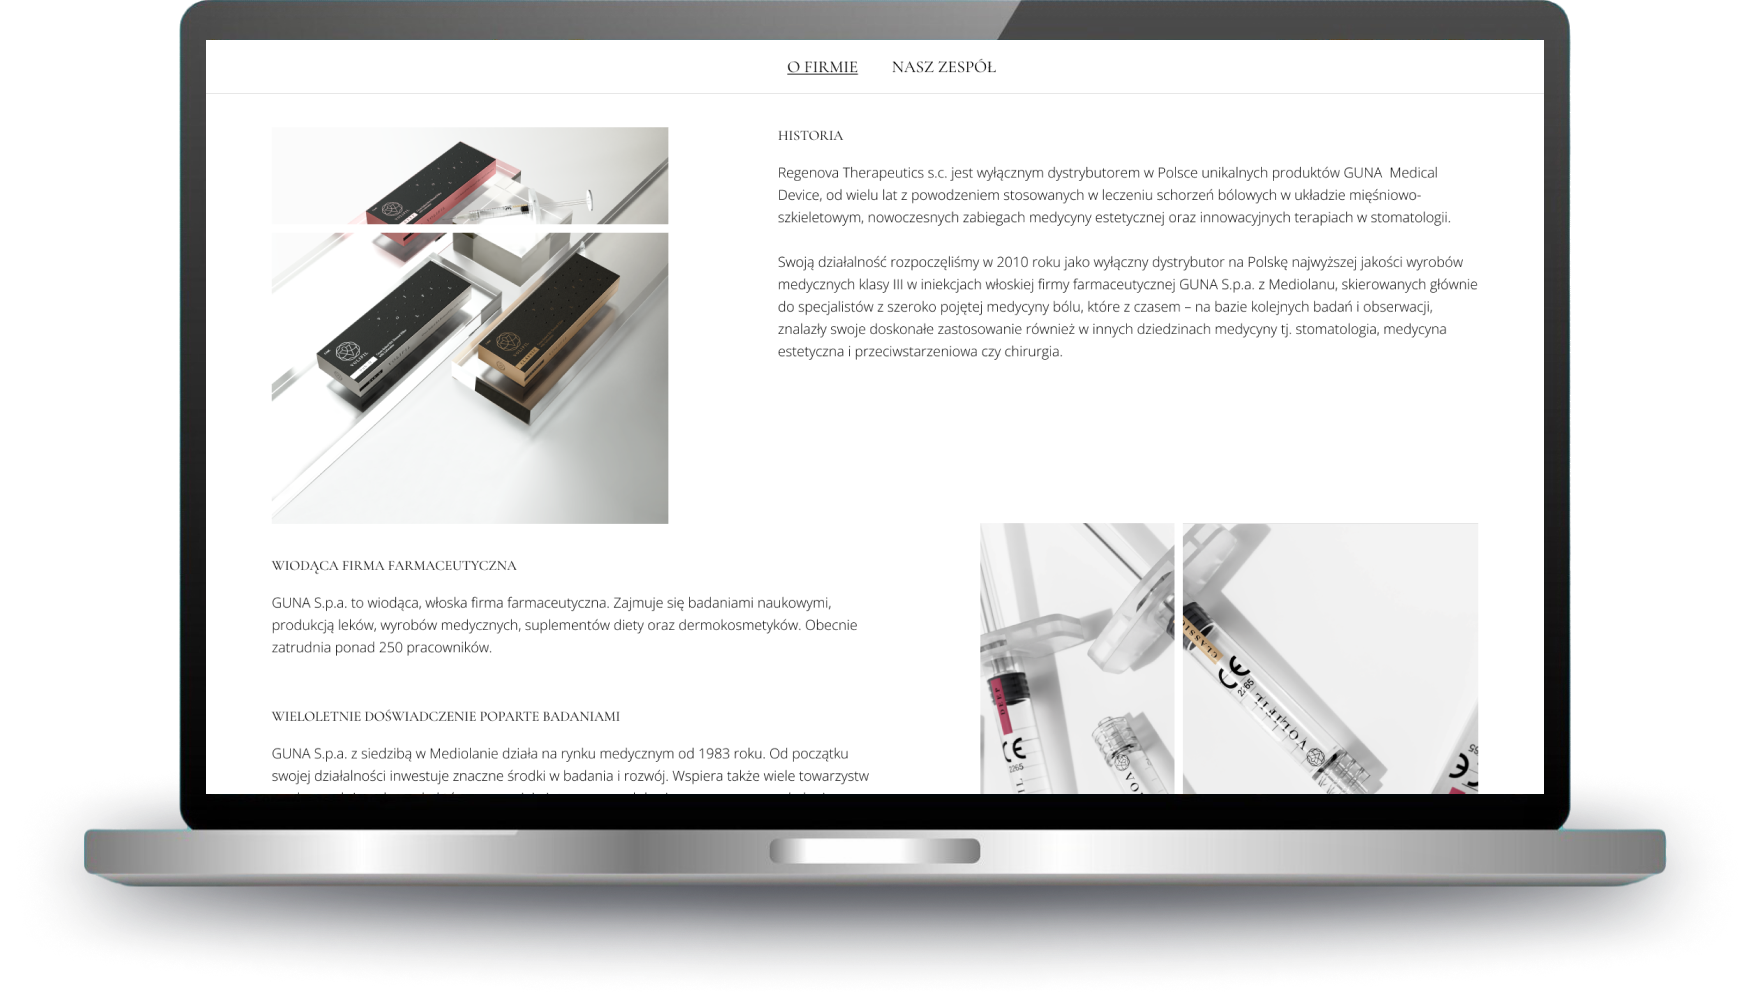 O FIRMIE
NASZ ZESPÓŁ
HISTORIA
Regenova Therapeutics s.c. jest wyłącznym dystrybutorem w Polsce unikalnych produktów GUNA  Medical
Device, od wielu lat z powodzeniem stosowanych w leczeniu schorzeń bólowych w układzie mięśniowo-
szkieletowym, nowoczesnych zabiegach medycyny estetycznej oraz innowacyjnych terapiach w stomatologii.
Swoją działalność rozpoczęliśmy w 2010 roku jako wyłączny dystrybutor na Polskę najwyższej jakości wyrobów
medycznych klasy III w iniekcjach włoskiej firmy farmaceutycznej GUNA S.p.a. z Mediolanu, skierowanych głównie
do specjalistów z szeroko pojętej medycyny bólu, które z czasem – na bazie kolejnych badań i obserwacji,
znalazły swoje doskonałe zastosowanie również w innych dziedzinach medycyny tj. stomatologia, medycyna
estetyczna i przeciwstarzeniowa czy chirurgia.
WIODĄCA FIRMA FARMACEUTYCZNA
GUNA S.p.a. to wiodąca, włoska firma farmaceutyczna. Zajmuje się badaniami naukowymi,
produkcją leków, wyrobów medycznych, suplementów diety oraz dermokosmetyków. Obecnie
zatrudnia ponad 250 pracowników.
WIELOLETNIE DOŚWIADCZENIE POPARTE BADANIAMI
GUNA S.p.a. z siedzibą w Mediolanie działa na rynku medycznym od 1983 roku. Od początku
swojej działalności inwestuje znaczne środki w badania i rozwój. Wspiera także wiele towarzystw
CE
2265
CLASSIC
CE
2265
VOLIFIL